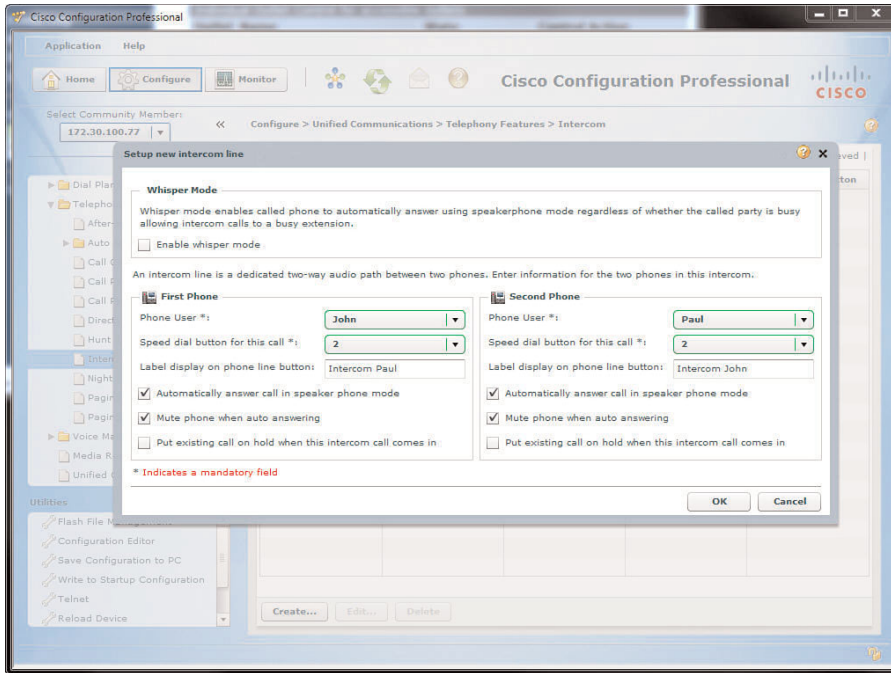 Cisco Configuration Professional
Application Help
Home Configure Monitor Cisco Configuration Professional CISCO
Select Community Member:
172.30.100.77
« Configure > Unified Communications > Telephony Features > Intercom
Setup new intercom line
Dial Plan
Telepho
After-
Auto
Call
Call
Call
Direct
Hunt
Inter
Night
Pagin
Pagin
Voice Ma
Media R
Unified
Whisper Mode
Whisper mode enables called phone to automatically answer using speakerphone mode regardless of whether the called party is busy
allowing intercom calls to a busy extension.
Enable whisper mode
An intercom line is a dedicated two-way audio path between two phones. Enter information for the two phones in this intercom.
First Phone
Phone User *: John
Speed dial button for this call *: 2
Label display on phone line button: Intercom Paul
Automatically answer call in speaker phone mode
Mute phone when auto answering
Put existing call on hold when this intercom call comes in
Second Phone
Phone User *: Paul
Speed dial button for this call *: 2
Label display on phone line button: Intercom John
Automatically answer call in speaker phone mode
Mute phone when auto answering
Put existing call on hold when this intercom call comes in
* Indicates a mandatory field
OK Cancel
Utilities
Flash File M
Configuration Editor
Save Configuration to PC
Write to Startup Configuration
Telnet
Reload Device
Create... Edit... Delete